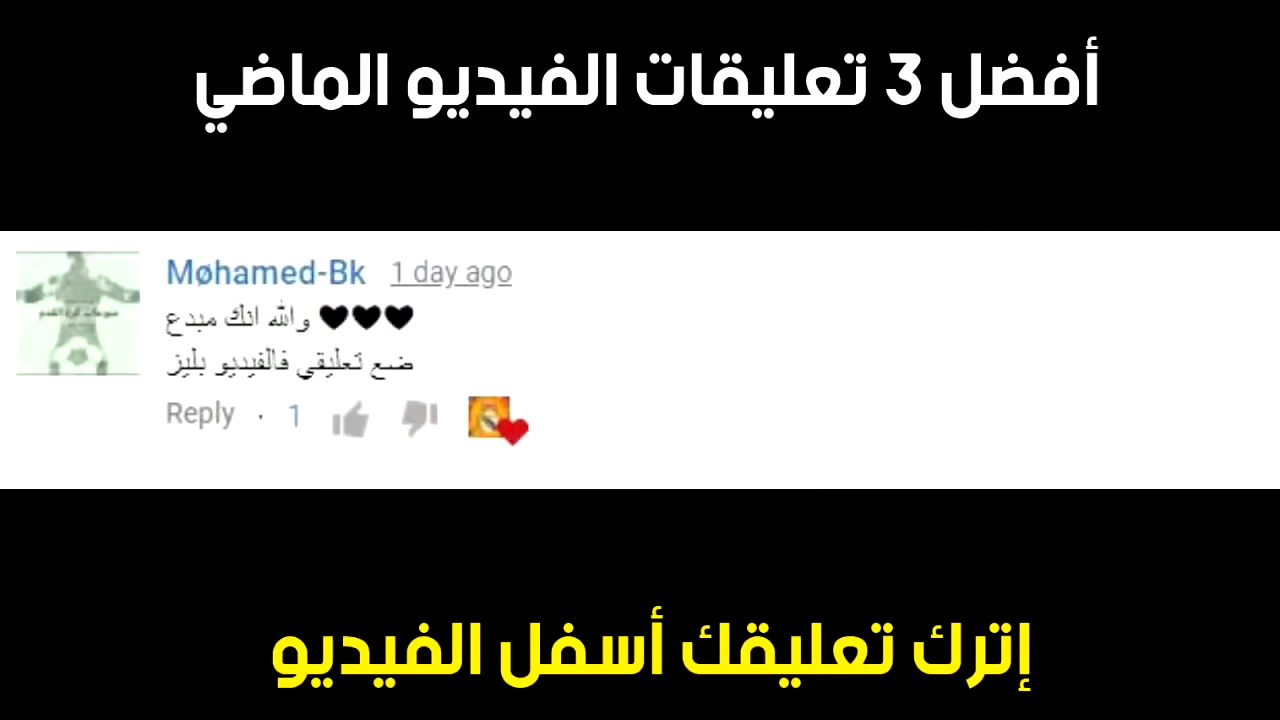 أفضل 3 تعليقات الفيديو الماضي
Møhamed-Bk 1 day ago
♥♥♥ والله انك مبدع
ضع تعليقي فالفيديو بليز
Reply · 1
إترك تعليقك أسفل الفيديو